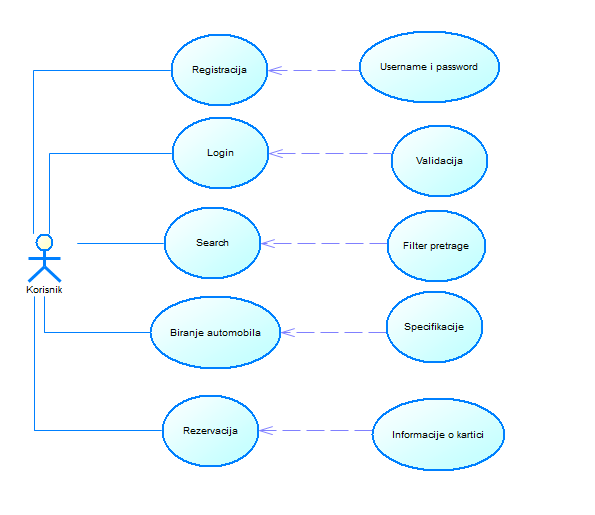 Registracija
Username i password
Login
Validacija
Search
Filter pretrage
Korisnik
Biranje automobila
Specifikacije
Rezervacija
Informacije o kartici